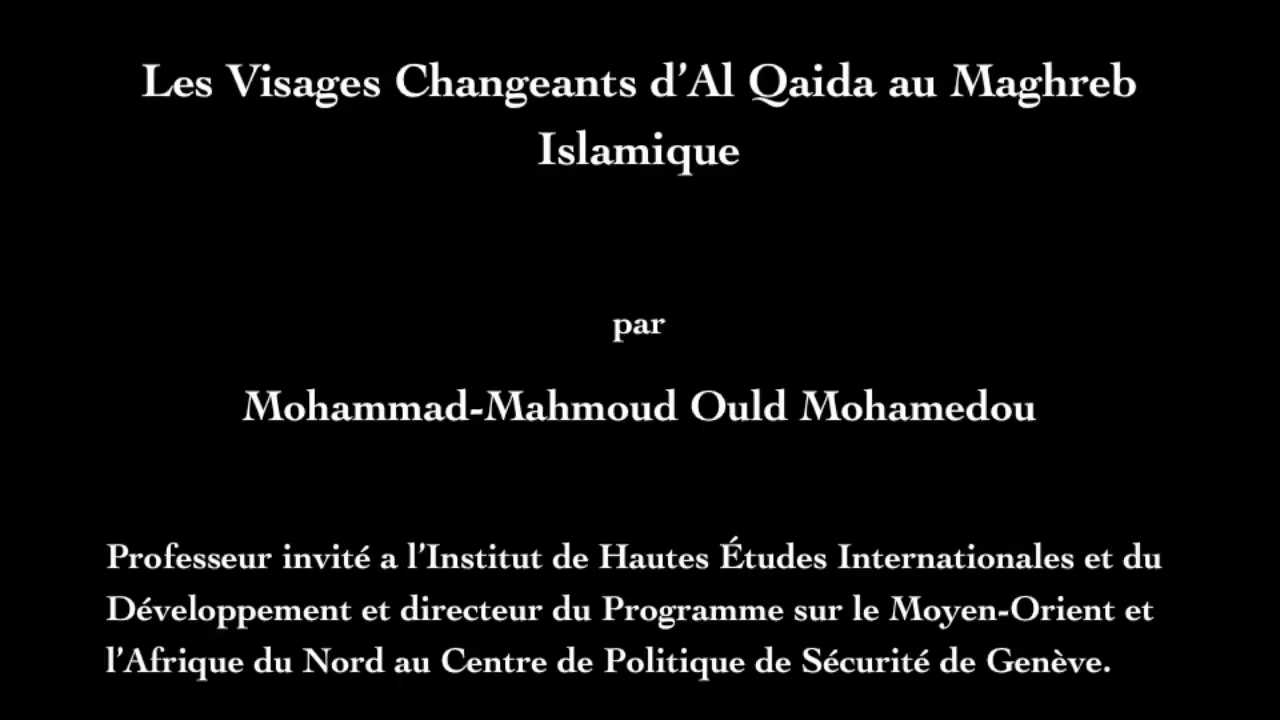 Les Visages Changeants d’Al Qaida au Maghreb
Islamique
par
Mohammad-Mahmoud Ould Mohamedou
Professeur invité a l’Institut de Hautes Études Internationales et du
Développement et directeur du Programme sur le Moyen-Orient et
l’Afrique du Nord au Centre de Politique de Sécurité de Genève.